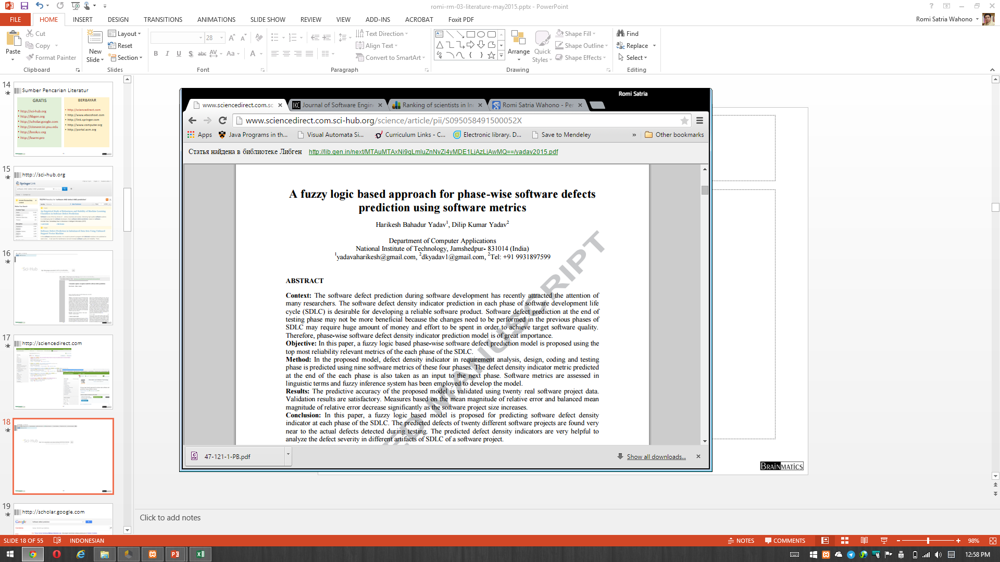 romi-rm-03-literature-may2015.pptx - PowerPoint
FILE HOME INSERT DESIGN TRANSITIONS ANIMATIONS SLIDE SHOW REVIEW VIEW ADD-INS ACROBAT Foxit PDF
Romi Satria Wahono
Paste
Cut
Copy
Format Painter
Clipboard
New Slide
Layout
Reset
Section
Slides
28
Font
Text Direction
Align Text
Convert to SmartArt
Paragraph
Arrange
Quick Styles
Shape Fill
Shape Outline
Shape Effects
Drawing
Find
Replace
Select
Editing
14
Sumber Pencarian Literatur
GRATIS
http://sci-hub.org
http://libgen.org
http://scholar.google.com
http://citeseer.ist.psu.edu
http://bookzz.org
BERBAYAR
http://sciencedirect.com
http://www.ebscohost.com
http://link.springer.com
http://www.computer.org
http://portal.acm.org
15
http://sci-hub.org
SpringerLink
16
Sci-Hub
17
http://sciencedirect.com
18
Sci-Hub
19
http://scholar.google.com
Google
Romi Satria
www.sciencedirect.com.sc
Journal of Software Engin
Ranking of scientists in In
Romi Satria Wahono - Per
www.sciencedirect.com.sci-hub.org/science/article/pii/S095058491500052X
Apps
Java Programs in th...
Visual Automata Si...
Curriculum Links - C...
Electronic library. D...
Save to Mendeley
»
Other bookmarks
Статья найдена в библиотеке Либген http://lib.gen.in/next/MTAuMTAxNi9qLmluZnNvZi4yMDE1LjAzLjAwMQ==/yadav2015.pdf
A fuzzy logic based approach for phase-wise software defects
prediction using software metrics
Harikesh Bahadur Yadav1, Dilip Kumar Yadav2
Department of Computer Applications
National Institute of Technology, Jamshedpur- 831014 (India)
1yadavaharikesh@gmail.com, 2dkyadav1@gmail.com, 2Tel: +91 9931897599
ABSTRACT
Context: The software defect prediction during software development has recently attracted the attention of
many researchers. The software defect density indicator prediction in each phase of software development life
cycle (SDLC) is desirable for developing a reliable software product. Software defect prediction at the end of
testing phase may not be more beneficial because the changes need to be performed in the previous phases of
SDLC may require huge amount of money and effort to be spent in order to achieve target software quality.
Therefore, phase-wise software defect density indicator prediction model is of great importance.
Objective: In this paper, a fuzzy logic based phase-wise software defect prediction model is proposed using the
top most reliability relevant metrics of the each phase of the SDLC.
Method: In the proposed model, defect density indicator in requirement analysis, design, coding and testing
phase is predicted using nine software metrics of these four phases. The defect density indicator metric predicted
at the end of the each phase is also taken as an input to the next phase. Software metrics are assessed in
linguistic terms and fuzzy inference system has been employed to develop the model.
Results: The predictive accuracy of the proposed model is validated using twenty real software project data.
Validation results are satisfactory. Measures based on the mean magnitude of relative error and balanced mean
magnitude of relative error decrease significantly as the software project size increases.
Conclusion: In this paper, a fuzzy logic based model is proposed for predicting software defect density
indicator at each phase of the SDLC. The predicted defects of twenty different software projects are found very
near to the actual defects detected during testing. The predicted defect density indicators are very helpful to
analyze the defect severity in different artifacts of SDLC of a software project.
ED MANUSCRIPT
47-121-1-PB.pdf
Show all downloads...
BRAINMATICS
Click to add notes
SLIDE 18 OF 55
INDONESIAN
NOTES
COMMENTS
98%
12:58 PM